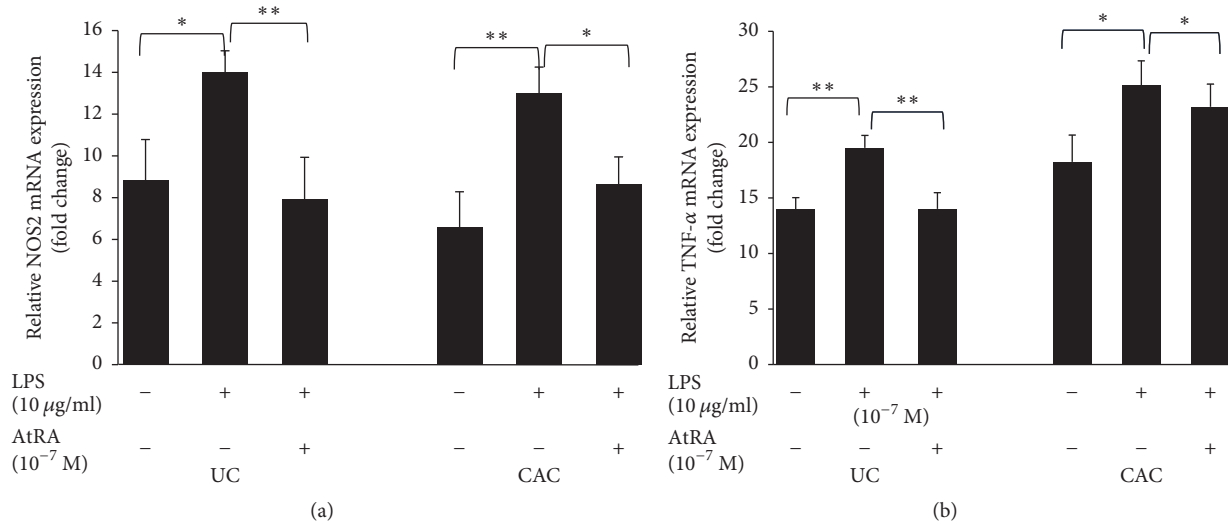 (a)
Relative NOS2 mRNA expression
(fold change)
16
14
12
10
8
6
4
2
0
* **
** *
LPS
(10 μg/ml)
− + + − + +
AtRA
(10⁻⁷ M)
− − + − − +
UC CAC
(a)
Relative TNF-α mRNA expression
(fold change)
30
25
20
15
10
5
0
** **
* *
LPS
(10 μg/ml)
− + + − + +
(10⁻⁷ M)
AtRA
(10⁻⁷ M)
− − + − − +
UC CAC
(b)